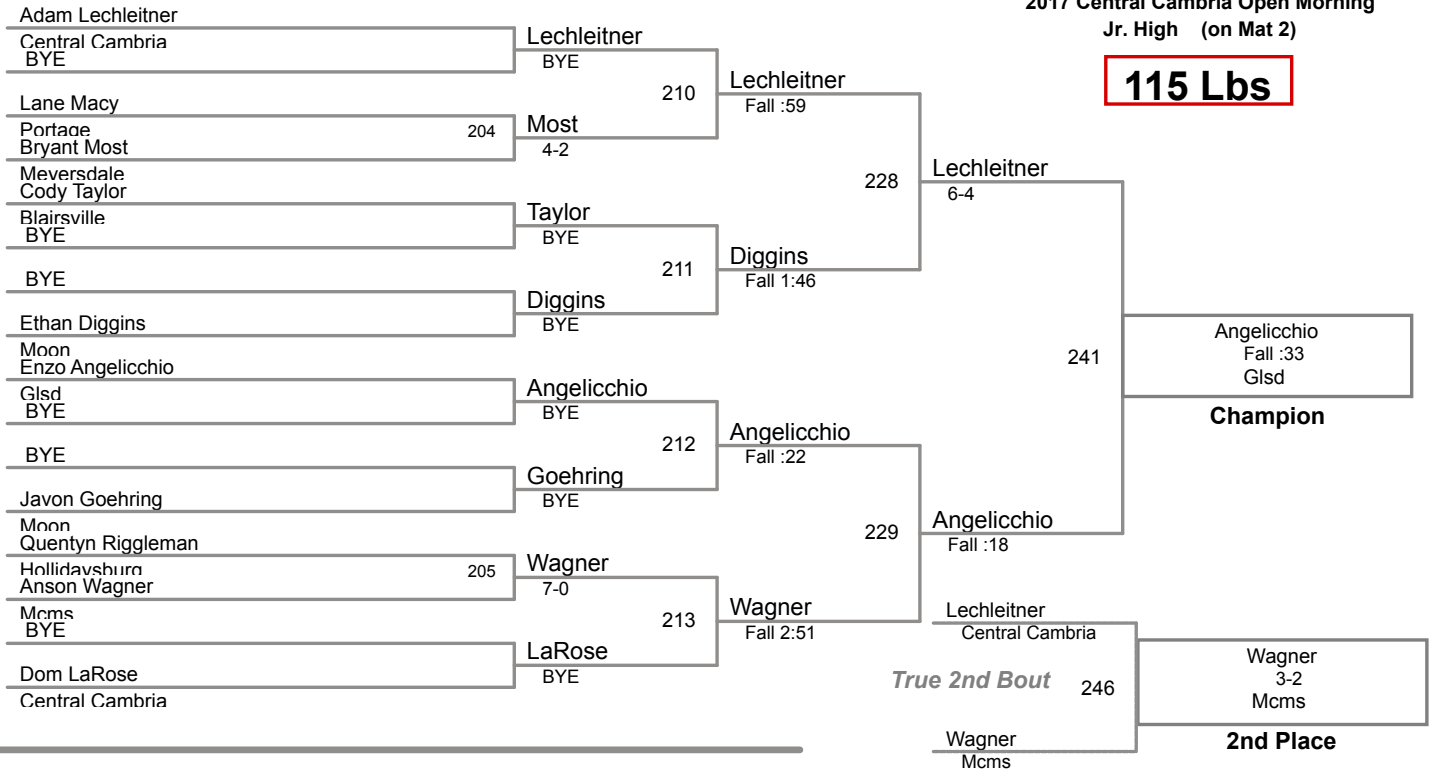 2017 Central Cambria Open Morning
Jr. High (on Mat 2)
115 Lbs
Adam Lechleitner
Central Cambria
BYE
Lane Macy
Portage
204
Bryant Most
Meyersdale
Cody Taylor
Blairsville
BYE
BYE
Ethan Diggins
Moon
Enzo Angelicchio
Glsd
BYE
BYE
Javon Goehring
Moon
Quentyn Riggleman
Hollidaysburg
205
Anson Wagner
Mcms
BYE
Dom LaRose
Central Cambria
Lechleitner
BYE
210
Most
4-2
Taylor
BYE
211
Diggins
BYE
Angelicchio
BYE
212
Goehring
BYE
Wagner
7-0
213
LaRose
BYE
Lechleitner
Fall :59
228
Diggins
Fall 1:46
Angelicchio
Fall :22
229
Wagner
Fall 2:51
Lechleitner
6-4
241
Angelicchio
Fall :18
Angelicchio
Fall :33
Glsd
Champion
Lechleitner
Central Cambria
True 2nd Bout
246
Wagner
Mcms
Wagner
3-2
Mcms
2nd Place